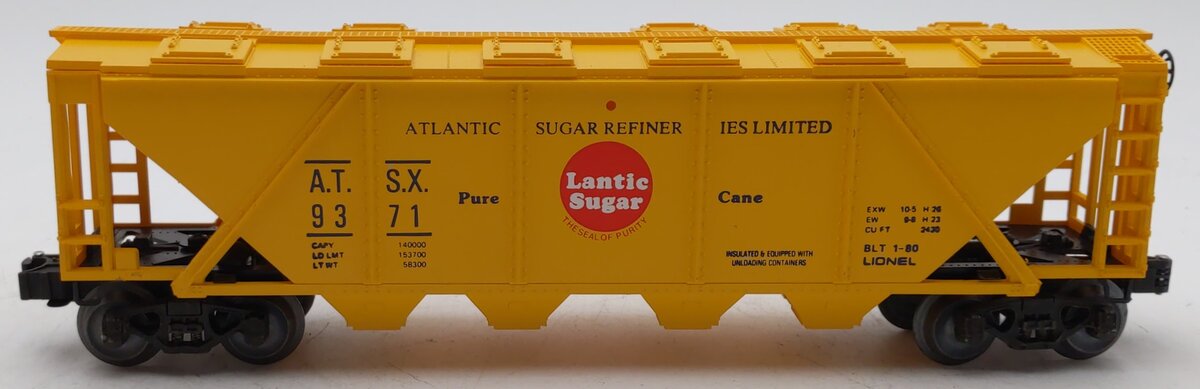 ATLANTIC SUGAR REFINER IES LIMITED
A.T. S.X.
93 71
CAPY 140000
LD LMT 153700
LT WT 58300
Pure
Lantic
Sugar
THE SEAL OF PURITY
Cane
INSULATED & EQUIPPED WITH
UNLOADING CONTAINERS
EXW 10-5 H 26
EW 9-8 H 23
CU FT 2430
BLT 1-80
LIONEL